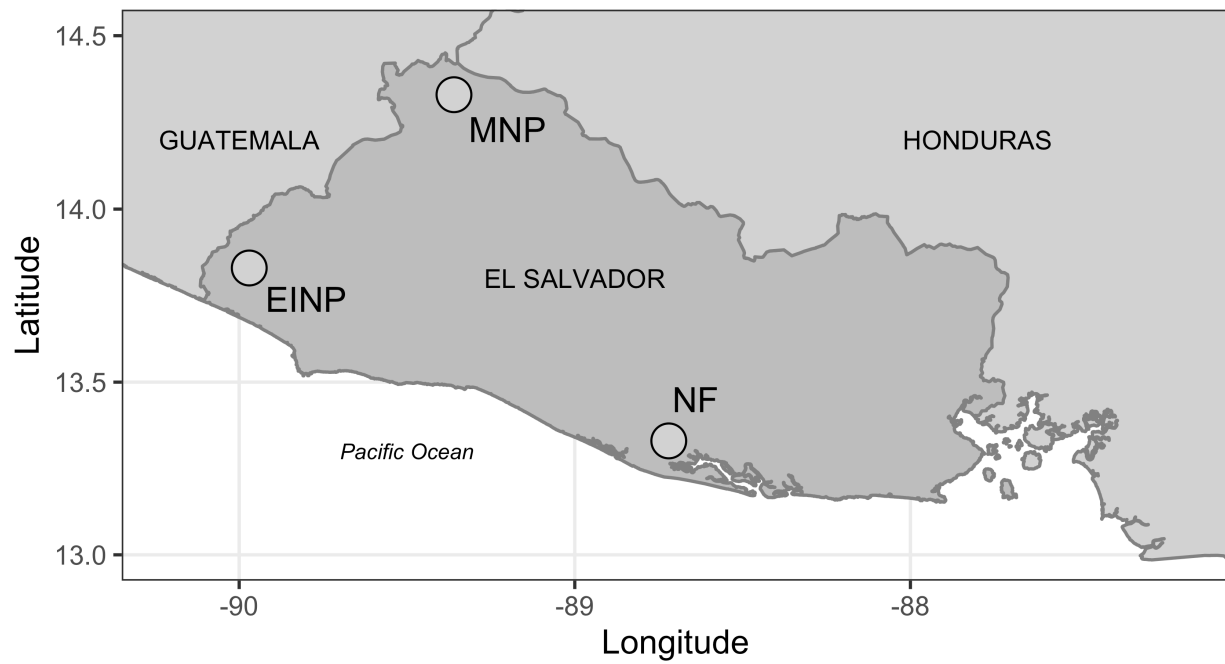 14.5
MNP
GUATEMALA
HONDURAS
14.0
EL SALVADOR
EINP
13.5
NF
Pacific Ocean
13.0
-90
-89
-88
Longitude
Latitude